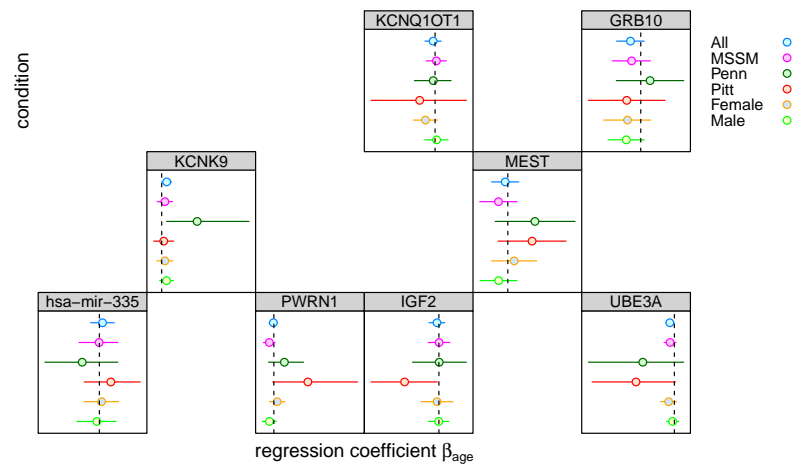 KCNQ1OT1
GRB10
All
MSSM
Penn
Pitt
Female
Male
condition
KCNK9
MEST
hsa−mir−335
PWRN1
IGF2
UBE3A
regression coefficient βage